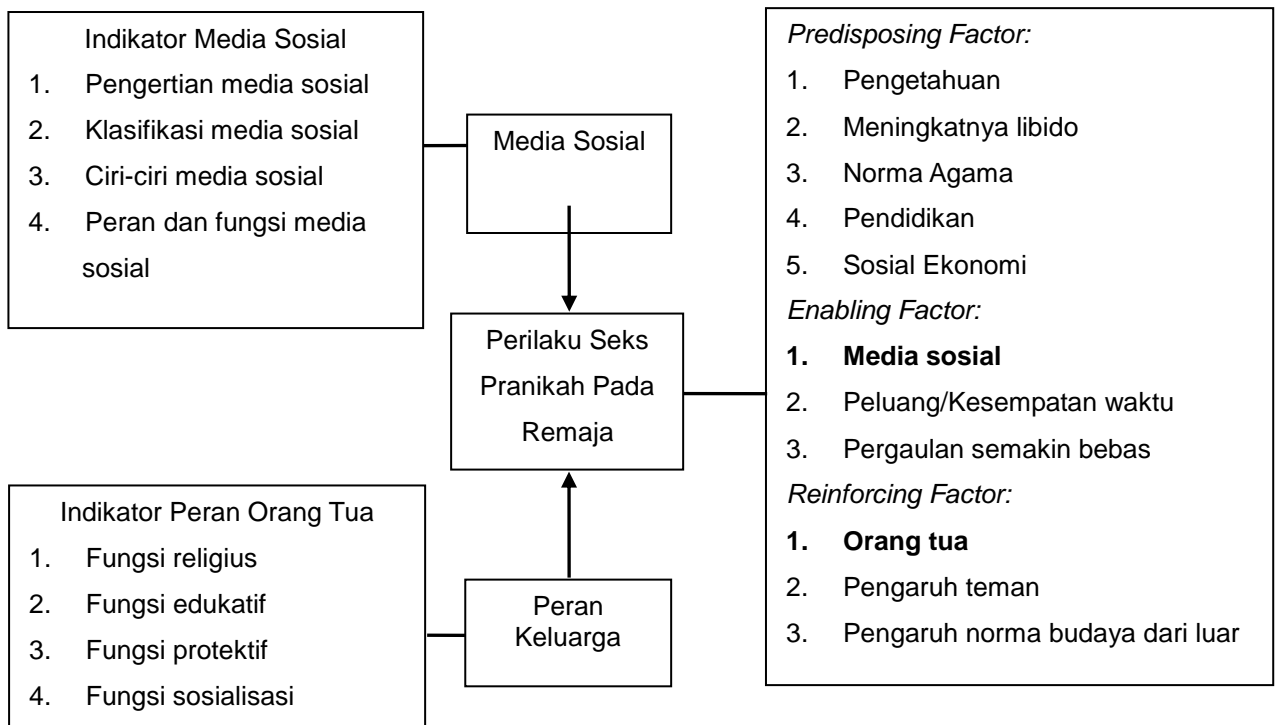 Indikator Media Sosial
1. Pengertian media sosial
2. Klasifikasi media sosial
3. Ciri-ciri media sosial
4. Peran dan fungsi media
sosial
Media Sosial
Perilaku Seks
Pranikah Pada
Remaja
Indikator Peran Orang Tua
1. Fungsi religius
2. Fungsi edukatif
3. Fungsi protektif
4. Fungsi sosialisasi
Peran
Keluarga
Predisposing Factor:
1. Pengetahuan
2. Meningkatnya libido
3. Norma Agama
4. Pendidikan
5. Sosial Ekonomi
Enabling Factor:
1. Media sosial
2. Peluang/Kesempatan waktu
3. Pergaulan semakin bebas
Reinforcing Factor:
1. Orang tua
2. Pengaruh teman
3. Pengaruh norma budaya dari luar